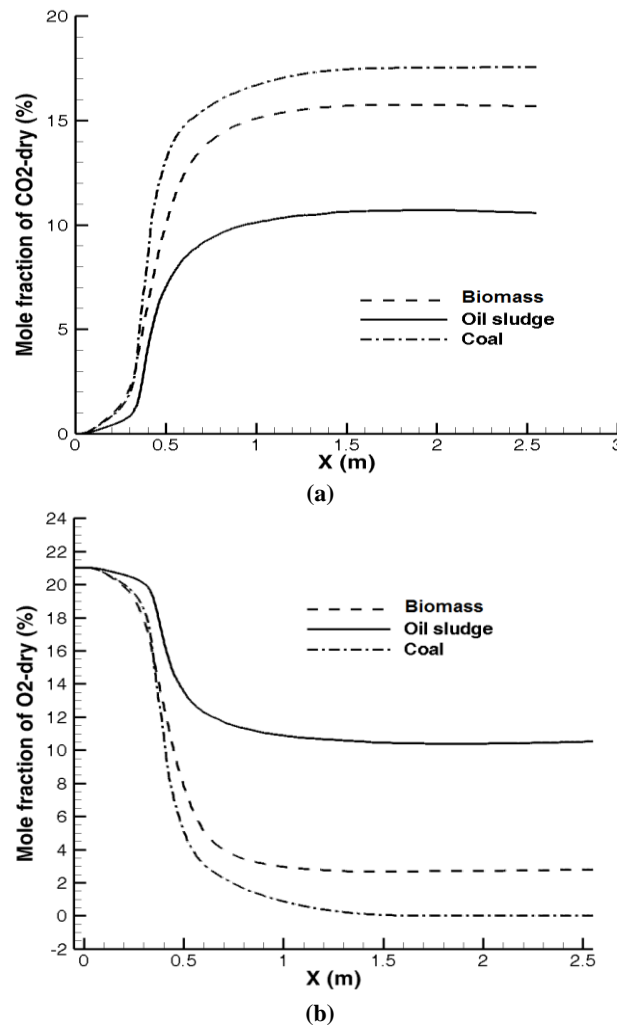 20
15
10
5
0
Mole fraction of CO2-dry (%)
Biomass
Oil sludge
Coal
0 0.5 1 1.5 2 2.5 3
X (m)
(a)
24
22
20
18
16
14
12
10
8
6
4
2
0
-2
Mole fraction of O2-dry (%)
Biomass
Oil sludge
Coal
0 0.5 1 1.5 2 2.5
X (m)
(b)